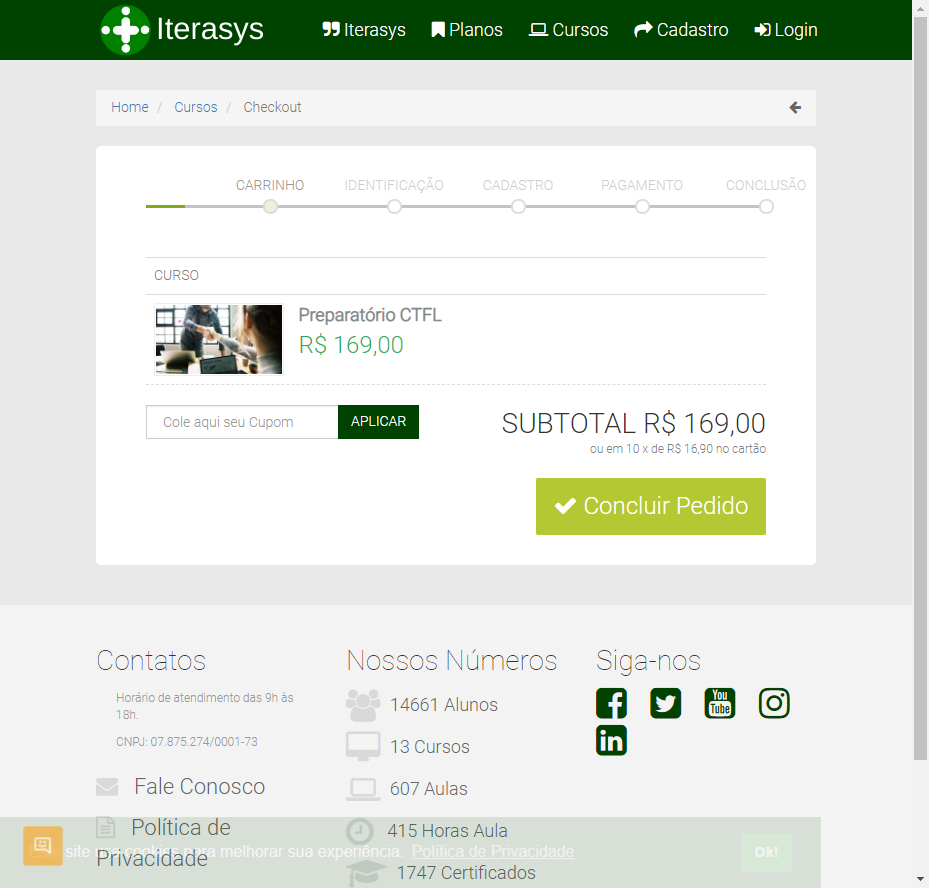 Iterasys
Iterasys Planos Cursos Cadastro Login
Home / Cursos / Checkout
CARRINHO IDENTIFICAÇÃO CADASTRO PAGAMENTO CONCLUSÃO
CURSO
Preparatório CTFL
R$ 169,00
Cole aqui seu Cupom APLICAR
SUBTOTAL R$ 169,00
ou em 10 x de R$ 16,90 no cartão
Concluir Pedido
Contatos
Horário de atendimento das 9h às
18h.
CNPJ: 07.875.274/0001-73
Fale Conosco
Política de
Privacidade
Nossos Números
14661 Alunos
13 Cursos
607 Aulas
415 Horas Aula
1747 Certificados
Siga-nos
You
Tube
in
site usa cookies para melhorar sua experiência. Política de Privacidade Ok!